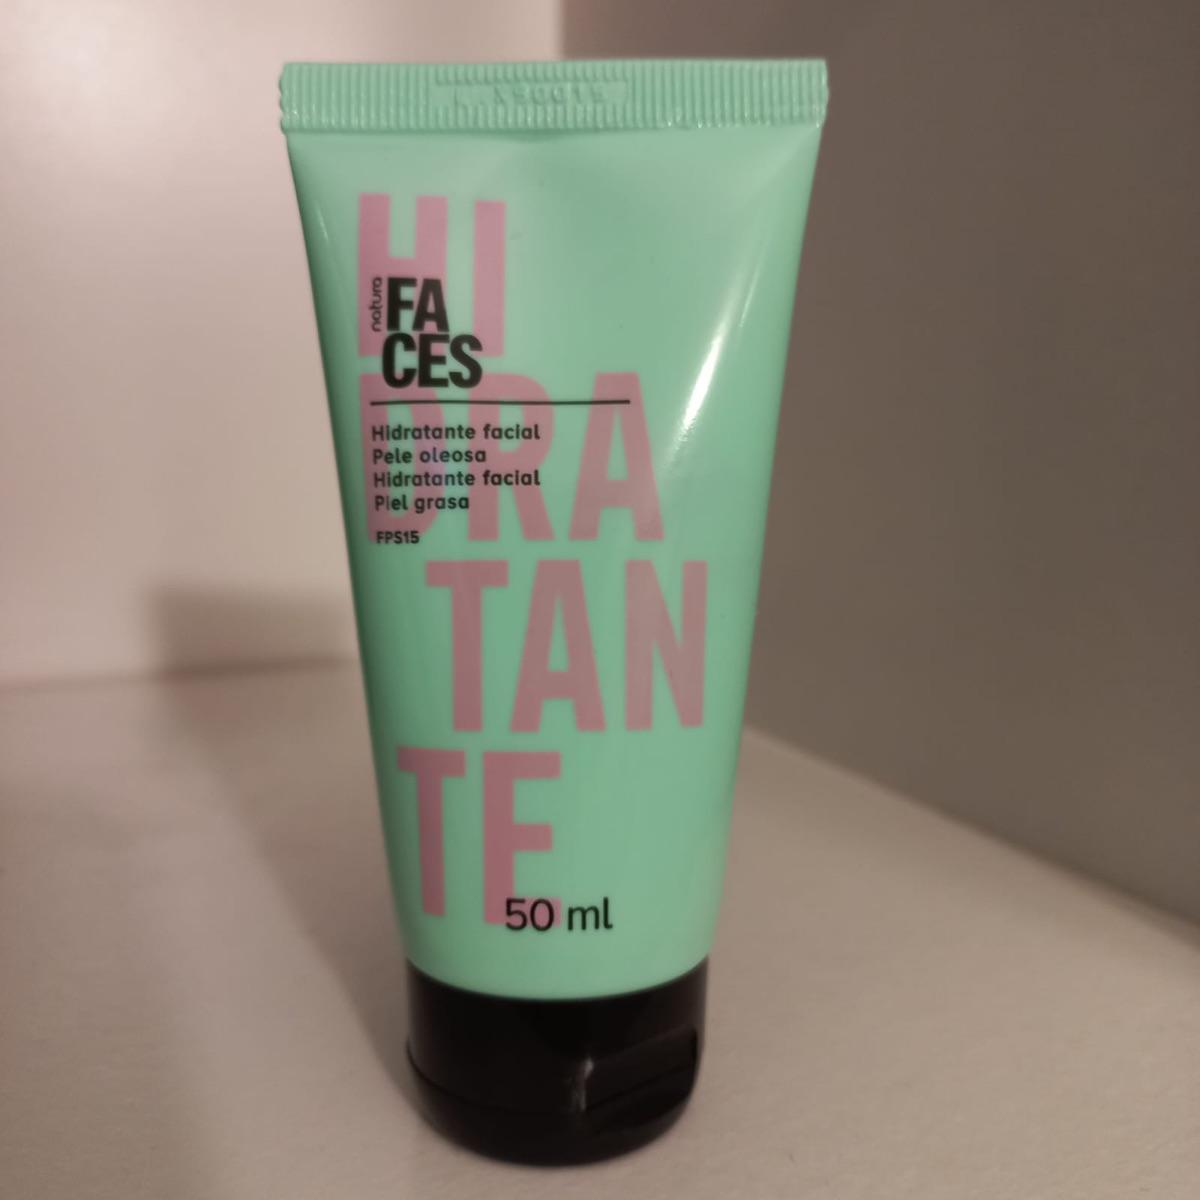 HI
natura
FA
CES
DRA
Hidratante facial
Pele oleosa
Hidratante facial
Piel grasa
FPS15
TAN
TE
50 ml